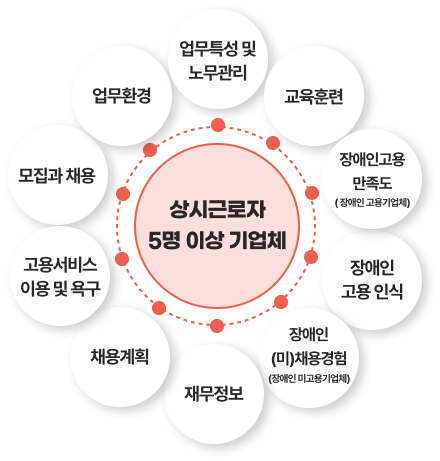 업무특성 및
노무관리
교육훈련
장애인고용
만족도
( 장애인 고용기업체)
장애인
고용 인식
장애인
(미)채용경험
(장애인 미고용기업체)
재무정보
채용계획
고용서비스
이용 및 욕구
모집과 채용
업무환경
상시근로자
5명 이상 기업체